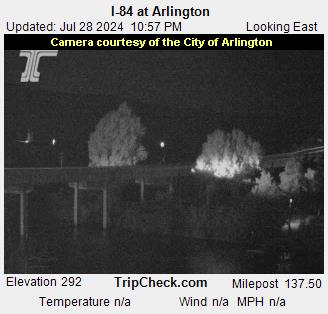 I-84 at Arlington
Updated: Jul 28 2024 10:57 PM Looking East
Camera courtesy of the City of Arlington
Elevation 292 TripCheck.com Milepost 137.50
Temperature n/a Wind n/a MPH n/a